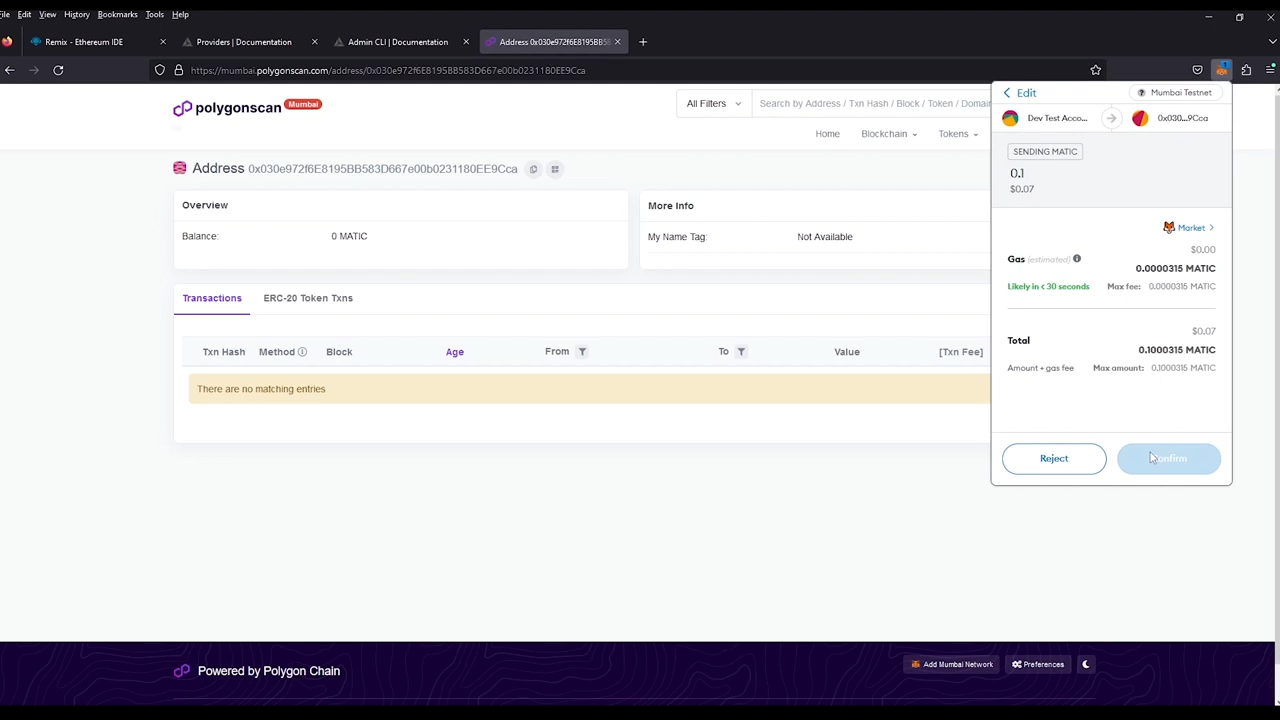 File Edit View History Bookmarks Tools Help
Remix - Ethereum IDE
Providers | Documentation
Admin CLI | Documentation
Address 0x030e972f6E8195BB5
https://mumbai.polygonscan.com/address/0x030e972f6E8195BB583D667e00b0231180EE9Cca
polygonscan Mumbai
All Filters
Search by Address / Txn Hash / Block / Token / Domain
Home Blockchain Tokens
Address 0x030e972f6E8195BB583D667e00b0231180EE9Cca
Overview
Balance: 0 MATIC
More Info
My Name Tag: Not Available
Transactions ERC-20 Token Txns
Txn Hash Method Block Age From To Value [Txn Fee]
There are no matching entries
Edit
Mumbai Testnet
Dev Test Acco...
0x030...9Cca
SENDING MATIC
0.1
$0.07
Market
$0.00
Gas (estimated) 0.0000315 MATIC
Likely in < 30 seconds Max fee: 0.0000315 MATIC
$0.07
Total 0.1000315 MATIC
Amount + gas fee Max amount: 0.1000315 MATIC
Reject Confirm
Powered by Polygon Chain
Add Mumbai Network
Preferences